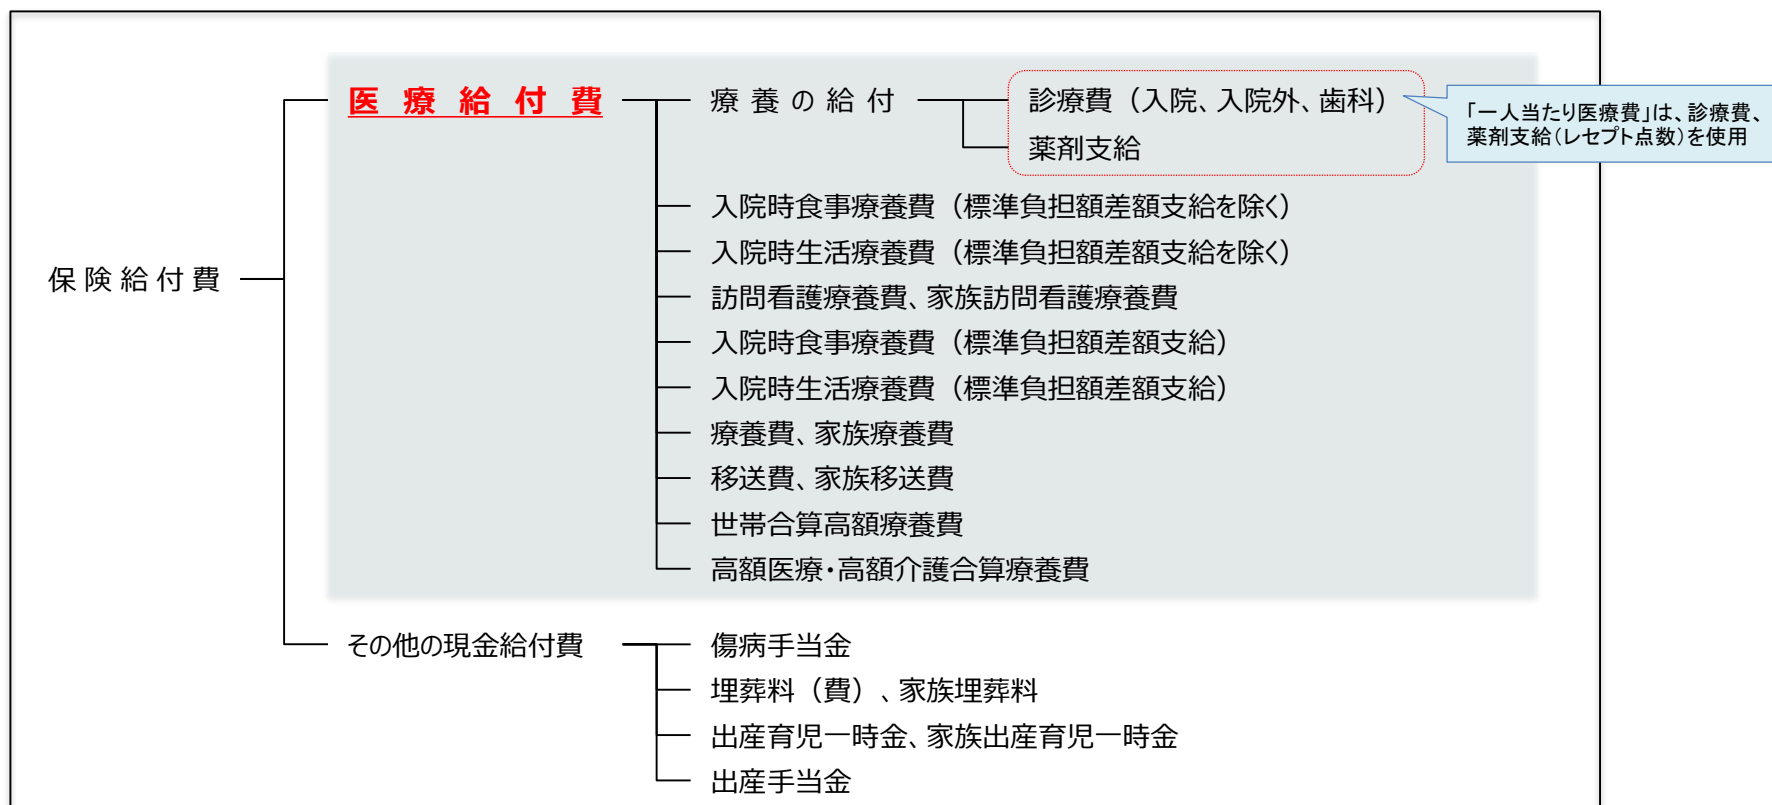 医療給付費
療養の給付
診療費（入院、入院外、歯科）
「一人当たり医療費」は、診療費、
薬剤支給（レセプト点数）を使用
薬剤支給
入院時食事療養費（標準負担額差額支給を除く）
入院時生活療養費（標準負担額差額支給を除く）
保険給付費
訪問看護療養費、家族訪問看護療養費
入院時食事療養費（標準負担額差額支給）
入院時生活療養費（標準負担額差額支給）
療養費、家族療養費
移送費、家族移送費
世帯合算高額療養費
高額医療・高額介護合算療養費
その他の現金給付費
傷病手当金
埋葬料（費）、家族埋葬料
出産育児一時金、家族出産育児一時金
出産手当金